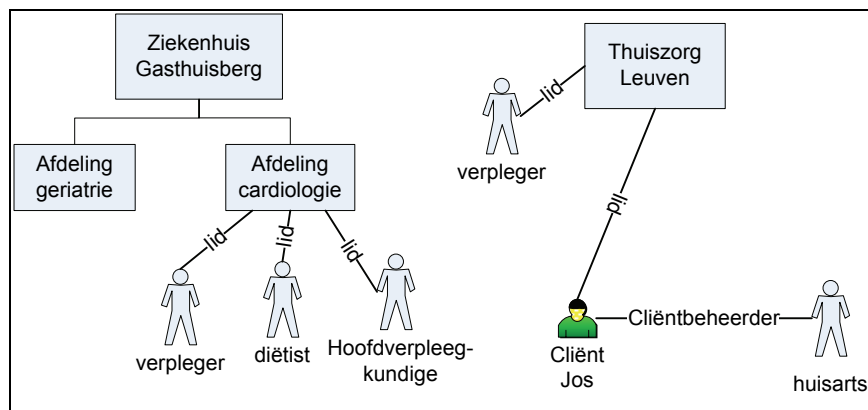 Ziekenhuis
Gasthuisberg
Afdeling
geriatrie
Afdeling
cardiologie
lid
lid
lid
verpleger
diëtist
Hoofdverpleeg-
kundige
Thuiszorg
Leuven
lid
verpleger
lid
Cliëntbeheerder
Cliënt
Jos
huisarts